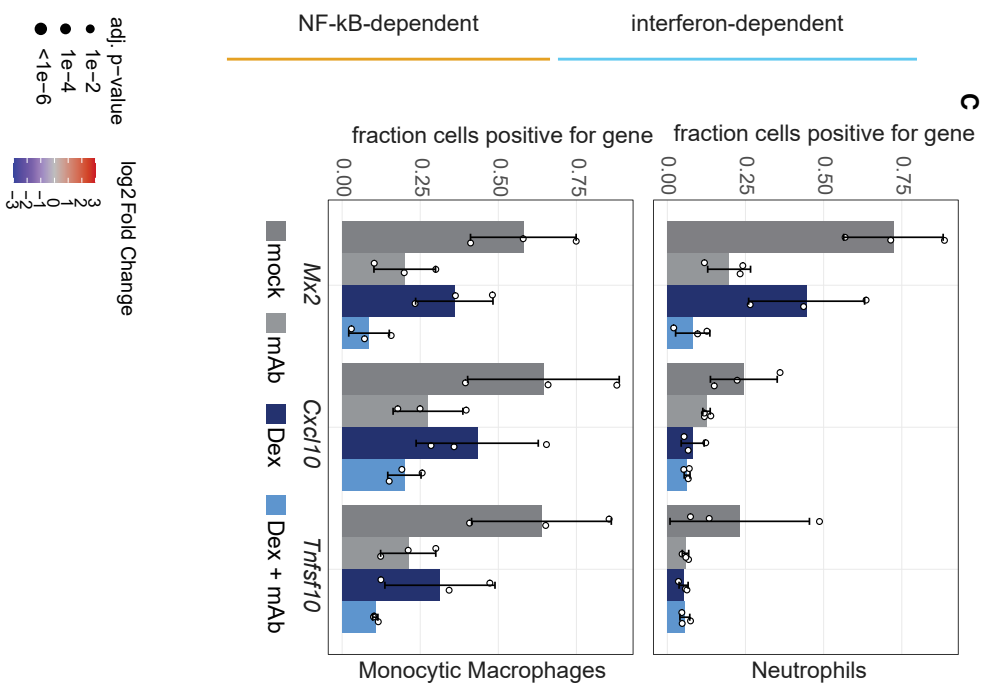 NF-kB-dependent
interferon-dependent
adj. p−value
1e−2
1e−4
<1e−6
log2 Fold Change
3
2
1
0
−1
−2
−3
C
fraction cells positive for gene
0.00
0.25
0.50
0.75
Neutrophils
fraction cells positive for gene
0.00
0.25
0.50
0.75
Monocytic Macrophages
Mx2
Cxcl10
Tnfsf10
mock
mAb
Dex
Dex + mAb